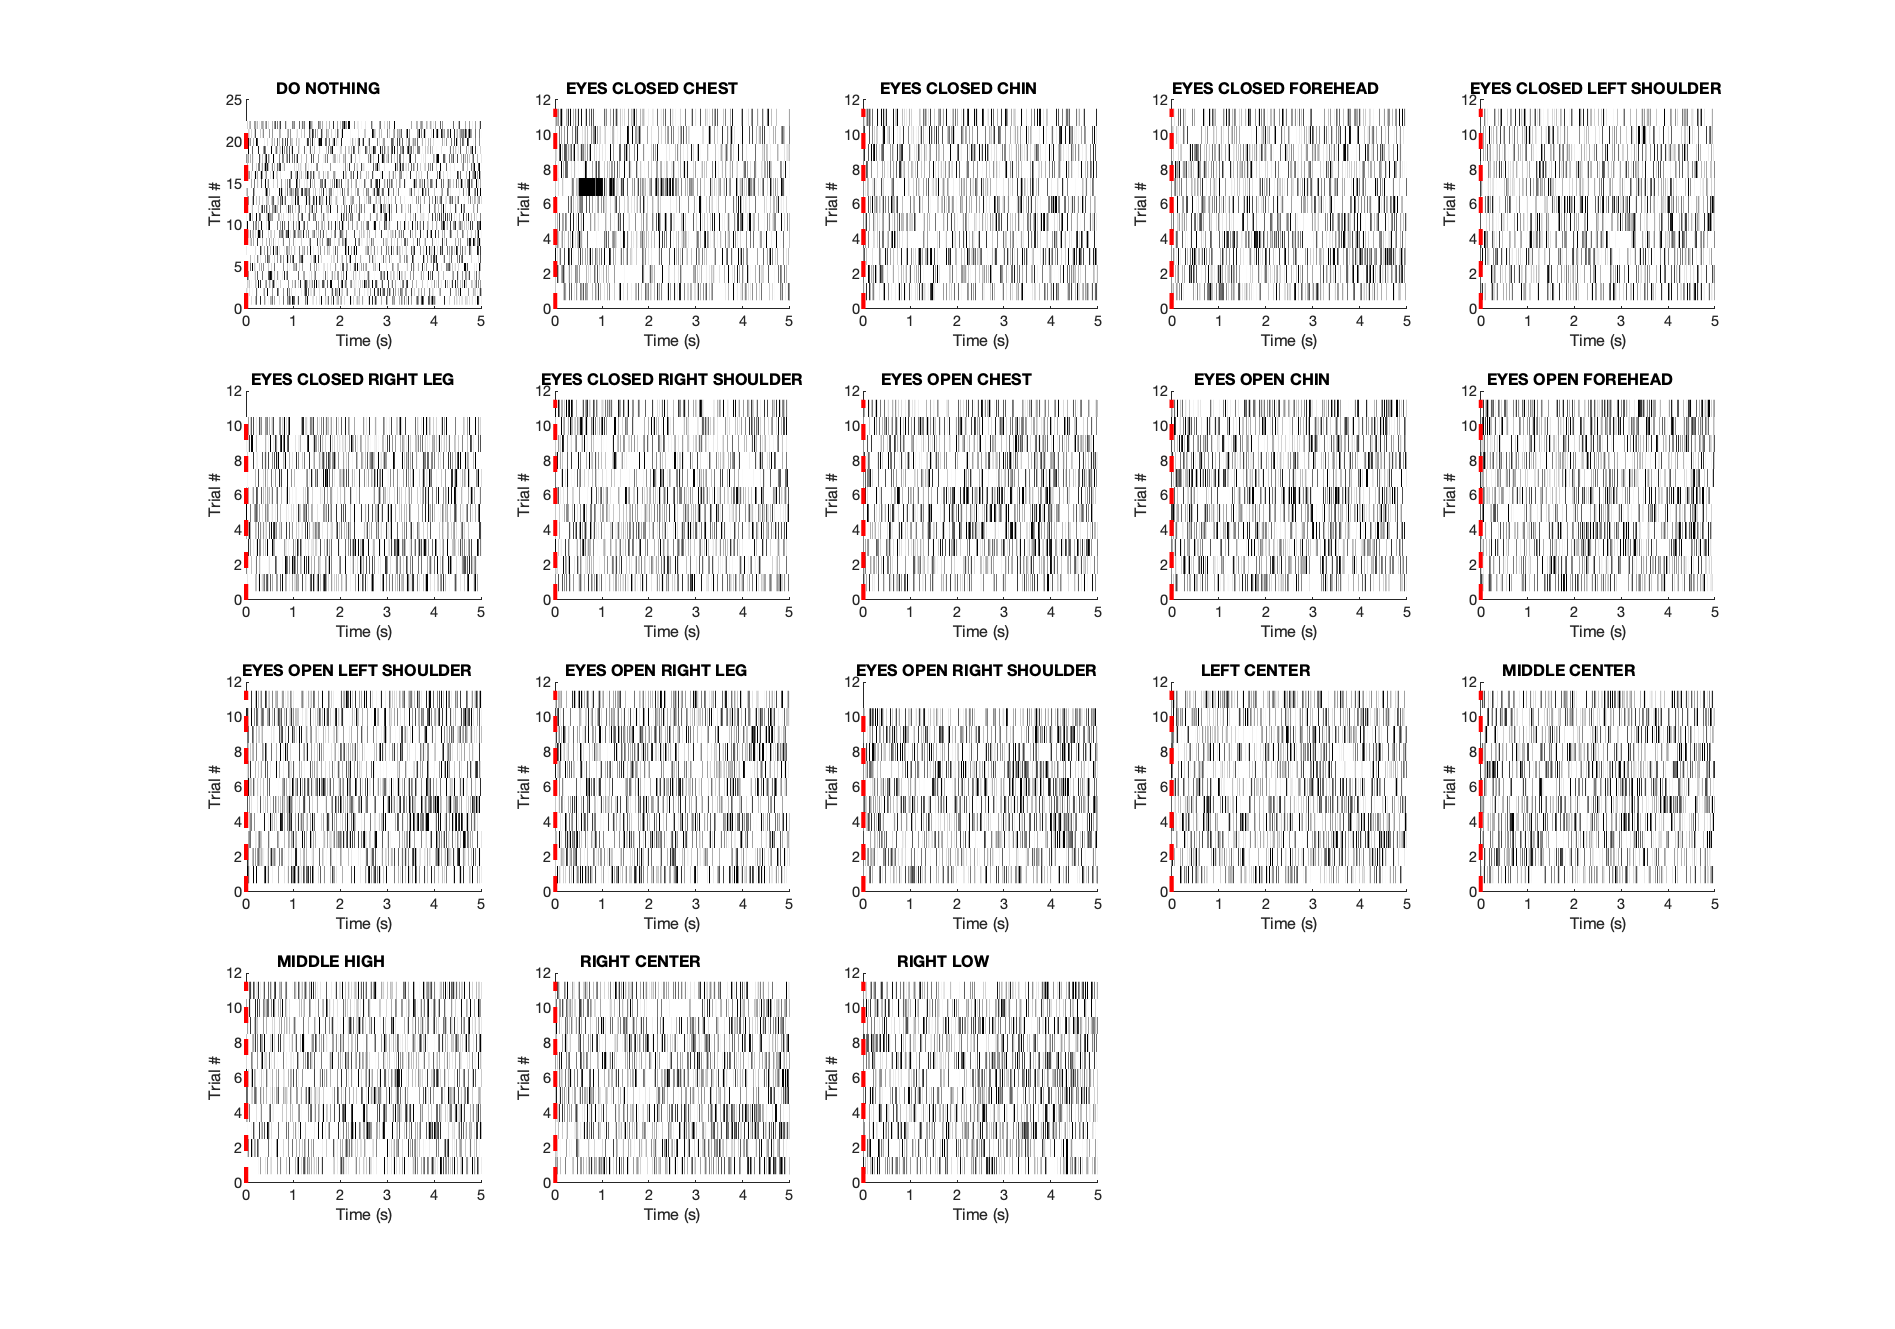 DO NOTHING
25
20
15
10
5
0
Trial #
0 1 2 3 4 5
Time (s)
EYES CLOSED CHEST
12
10
8
6
4
2
0
Trial #
0 1 2 3 4 5
Time (s)
EYES CLOSED CHIN
12
10
8
6
4
2
0
Trial #
0 1 2 3 4 5
Time (s)
EYES CLOSED FOREHEAD
12
10
8
6
4
2
0
Trial #
0 1 2 3 4 5
Time (s)
EYES CLOSED LEFT SHOULDER
12
10
8
6
4
2
0
Trial #
0 1 2 3 4 5
Time (s)
EYES CLOSED RIGHT LEG
12
10
8
6
4
2
0
Trial #
0 1 2 3 4 5
Time (s)
EYES CLOSED RIGHT SHOULDER
12
10
8
6
4
2
0
Trial #
0 1 2 3 4 5
Time (s)
EYES OPEN CHEST
12
10
8
6
4
2
0
Trial #
0 1 2 3 4 5
Time (s)
EYES OPEN CHIN
12
10
8
6
4
2
0
Trial #
0 1 2 3 4 5
Time (s)
EYES OPEN FOREHEAD
12
10
8
6
4
2
0
Trial #
0 1 2 3 4 5
Time (s)
EYES OPEN LEFT SHOULDER
12
10
8
6
4
2
0
Trial #
0 1 2 3 4 5
Time (s)
EYES OPEN RIGHT LEG
12
10
8
6
4
2
0
Trial #
0 1 2 3 4 5
Time (s)
EYES OPEN RIGHT SHOULDER
12
10
8
6
4
2
0
Trial #
0 1 2 3 4 5
Time (s)
LEFT CENTER
12
10
8
6
4
2
0
Trial #
0 1 2 3 4 5
Time (s)
MIDDLE CENTER
12
10
8
6
4
2
0
Trial #
0 1 2 3 4 5
Time (s)
MIDDLE HIGH
12
10
8
6
4
2
0
Trial #
0 1 2 3 4 5
Time (s)
RIGHT CENTER
12
10
8
6
4
2
0
Trial #
0 1 2 3 4 5
Time (s)
RIGHT LOW
12
10
8
6
4
2
0
Trial #
0 1 2 3 4 5
Time (s)